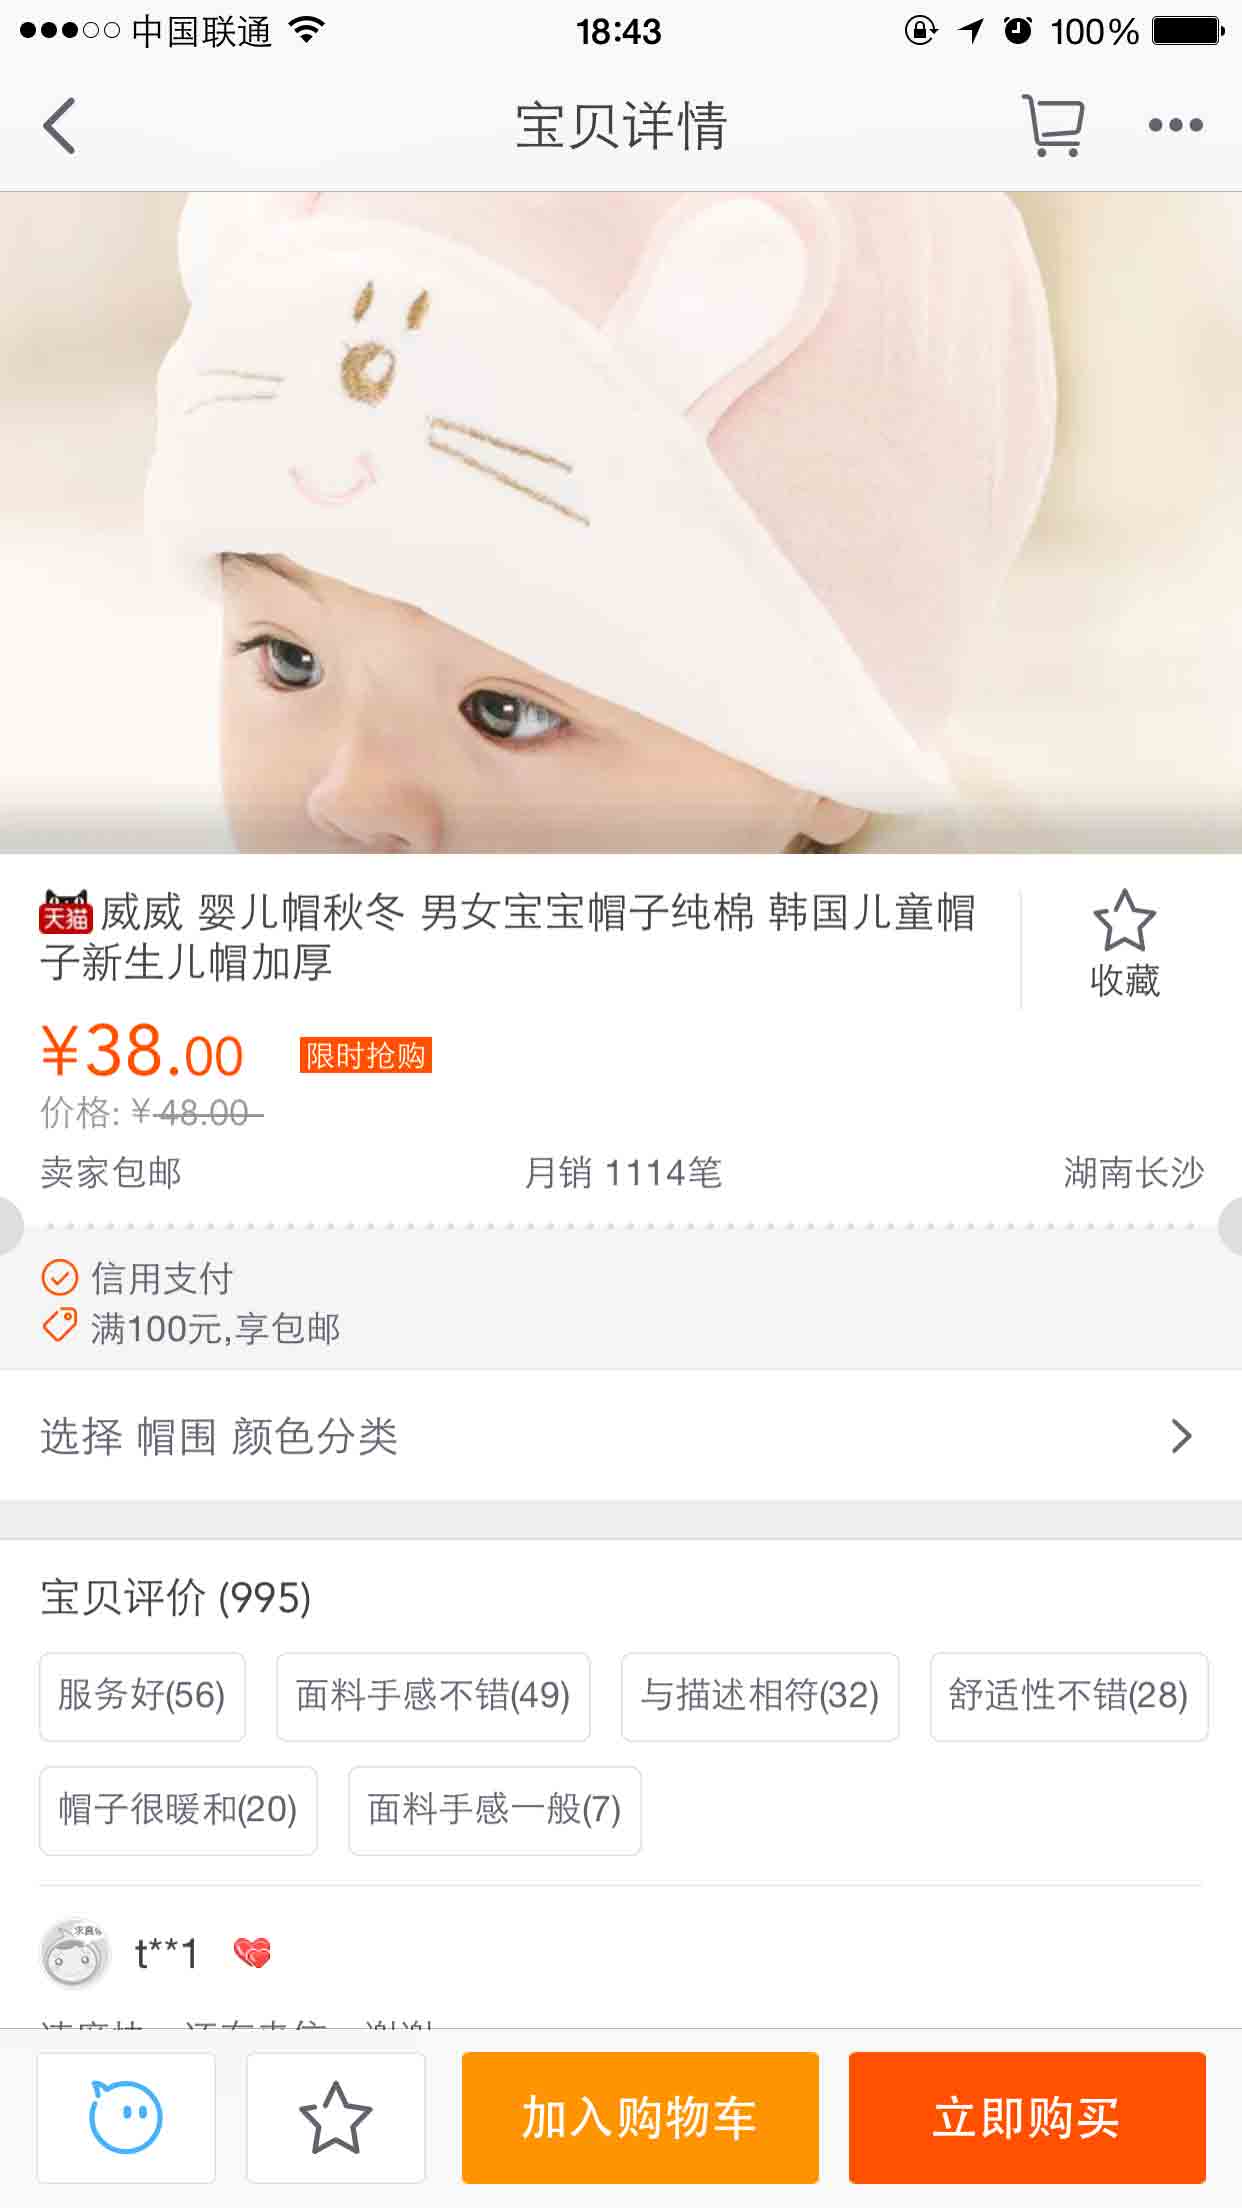 中国联通
18:43
100%
宝贝详情
天猫 威威 婴儿帽秋冬 男女宝宝帽子纯棉 韩国儿童帽
子新生儿帽加厚
收藏
¥38.00
限时抢购
价格: ¥ 48.00
卖家包邮
月销 1114笔
湖南长沙
信用支付
满100元,享包邮
选择 帽围 颜色分类
宝贝评价 (995)
服务好(56)
面料手感不错(49)
与描述相符(32)
舒适性不错(28)
帽子很暖和(20)
面料手感一般(7)
t**1
加入购物车
立即购买